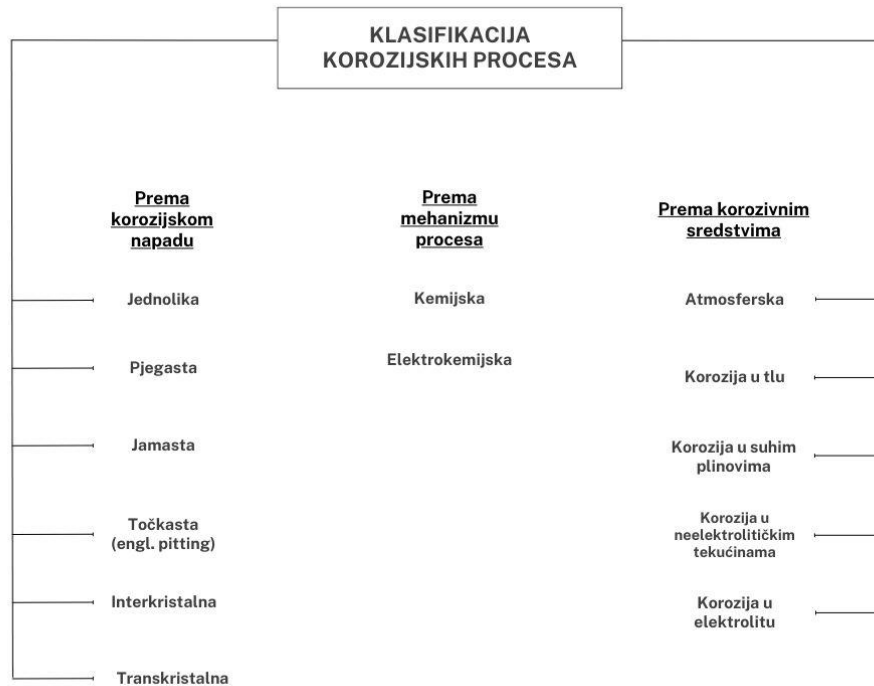 KLASIFIKACIJA
KOROZIJSKIH PROCESA
Prema
korozijskom
napadu
Jednolika
Pjegasta
Jamasta
Točkasta
(engl. pitting)
Interkristalna
Transkristalna
Prema
mehanizmu
procesa
Kemijska
Elektrokemijska
Prema korozivnim
sredstvima
Atmosferska
Korozija u tlu
Korozija u suhim
plinovima
Korozija u
neelektrolitičkim
tekućinama
Korozija u
elektrolitu